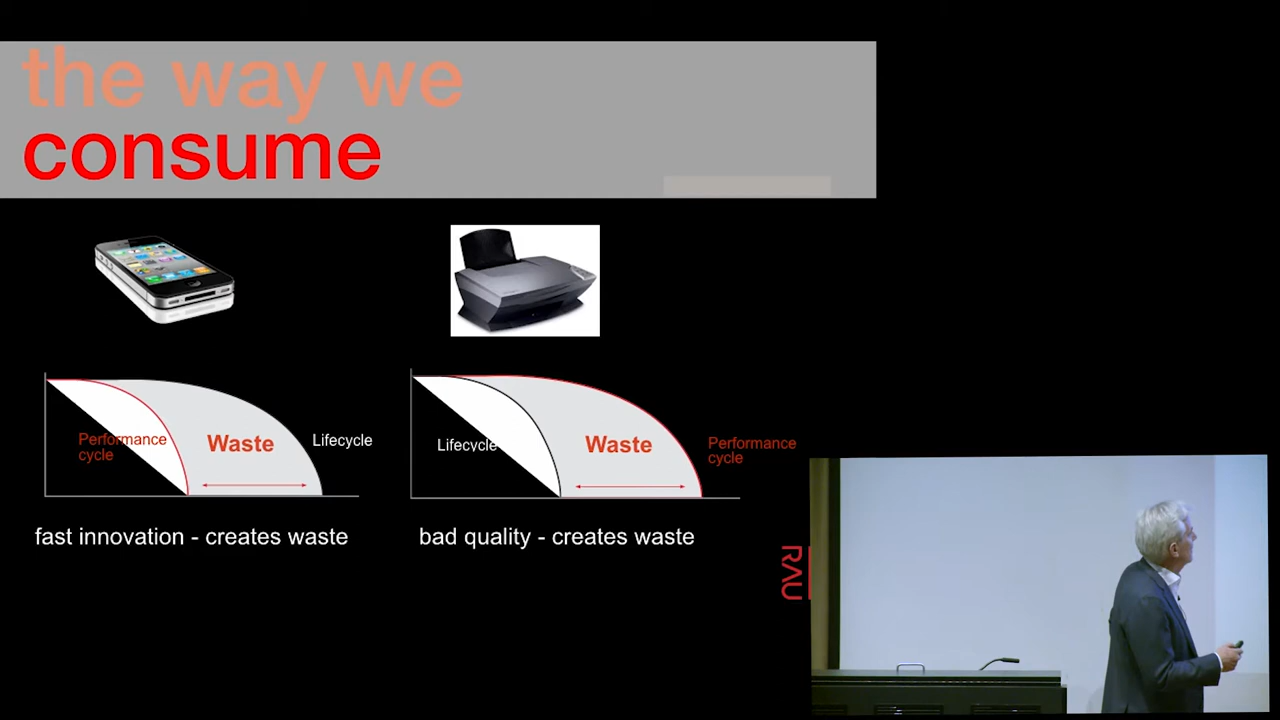 the way we
consume
Performance
cycle
Waste
Lifecycle
Lifecycle
Waste
Performance
cycle
fast innovation - creates waste
bad quality - creates waste
RAU